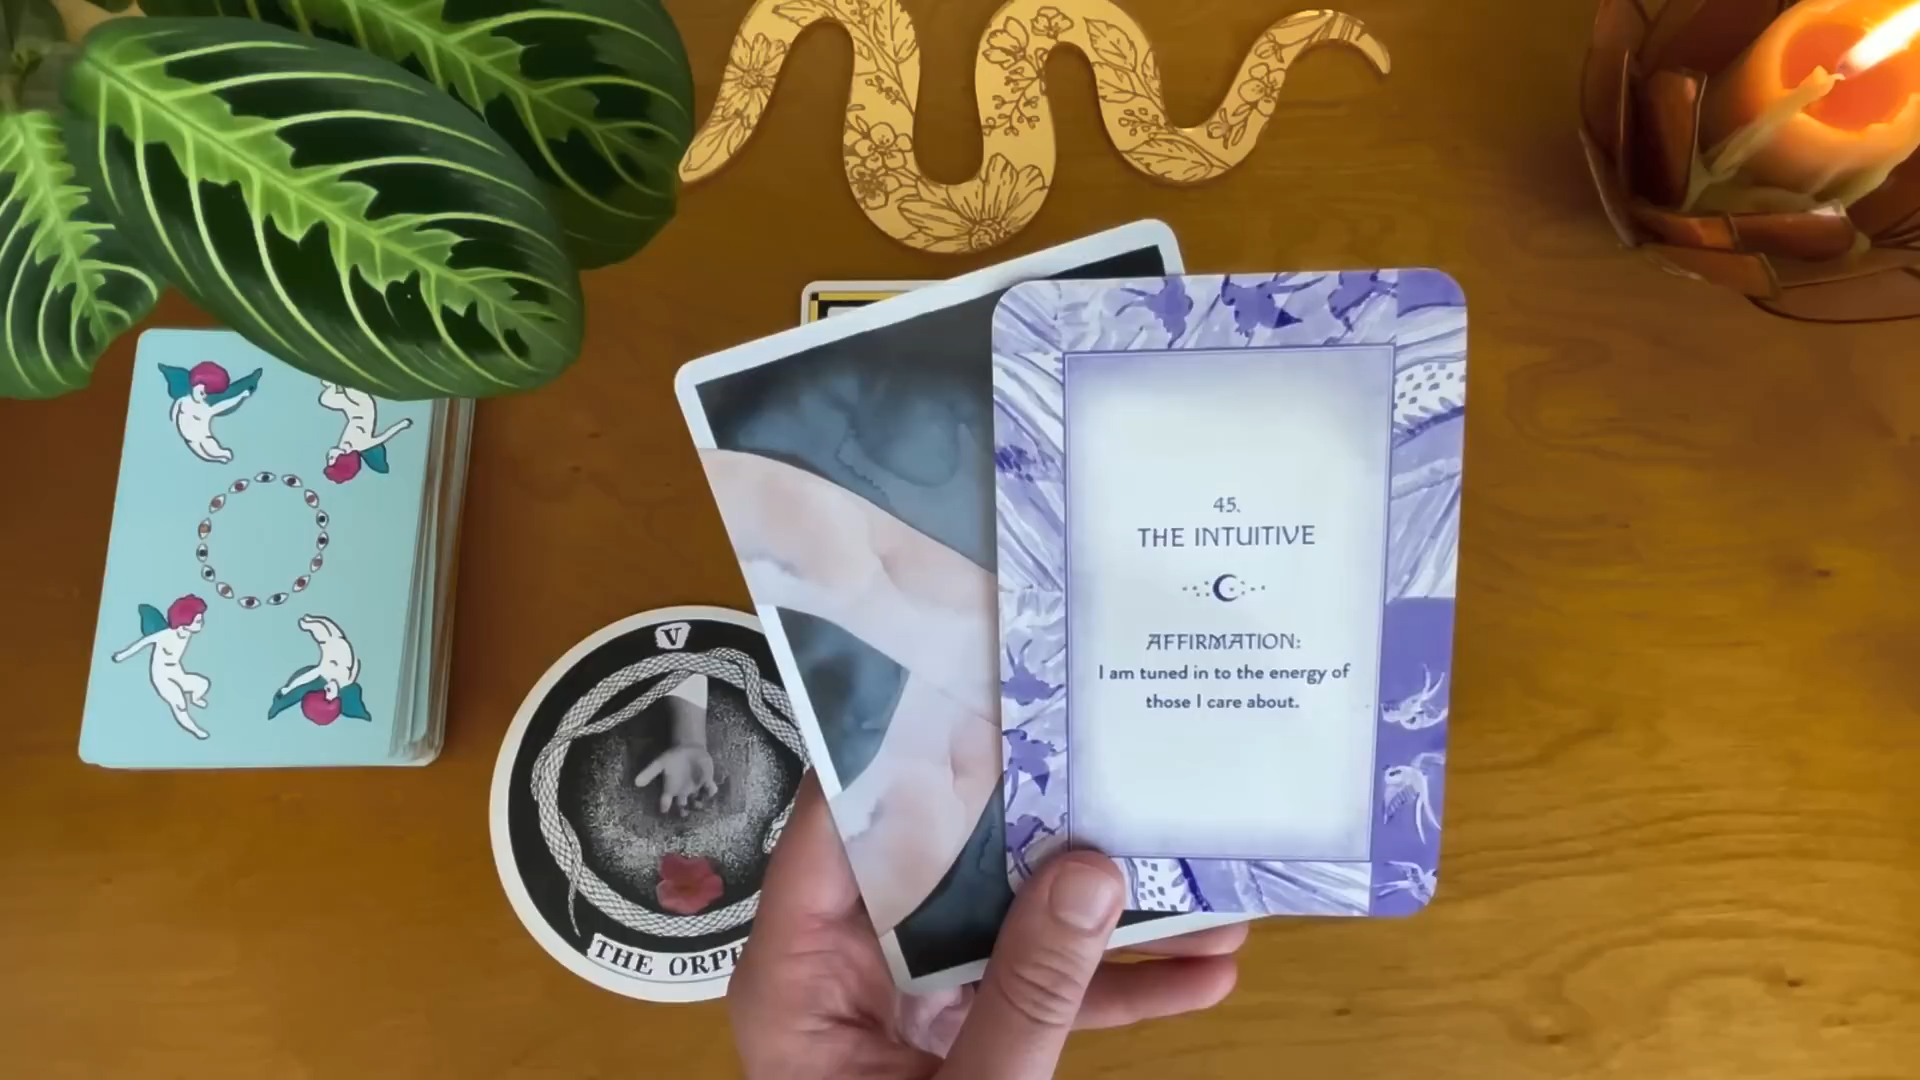 45.
THE INTUITIVE
AFFIRMATION:
I am tuned in to the energy of
those I care about.
V
THE ORPH